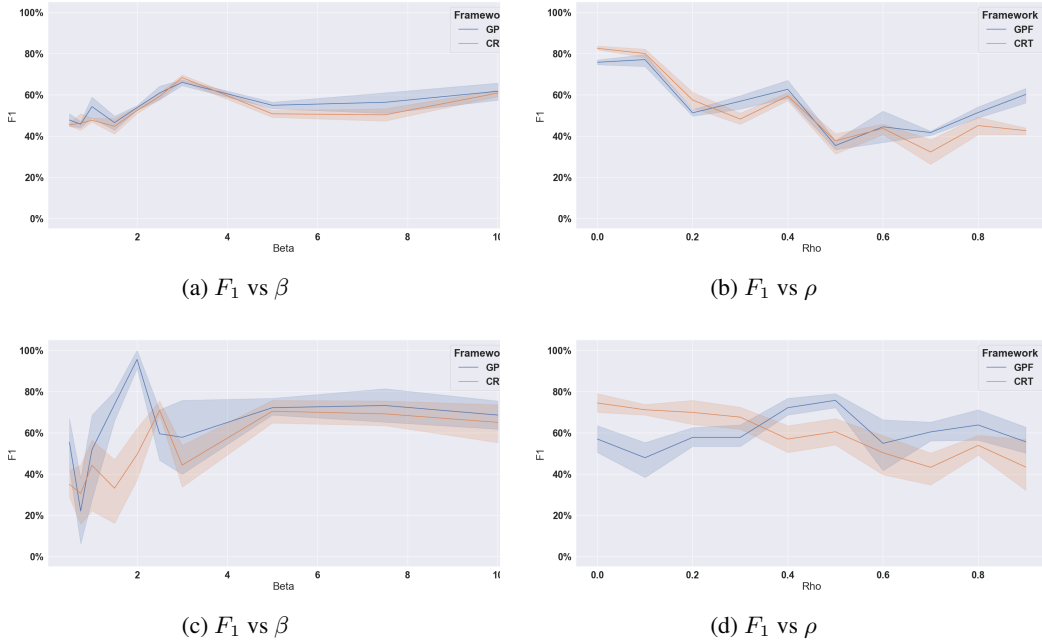 100%
80%
60%
40%
20%
0%
F1
2
4
6
8
10
Beta
Framework
GPF
CR
(a) F₁ vs β
100%
80%
60%
40%
20%
0%
F1
0.0
0.2
0.4
0.6
0.8
Rho
Framework
GPF
CRT
(b) F₁ vs ρ
100%
80%
60%
40%
20%
0%
F1
2
4
6
8
10
Beta
Framework
GPF
CR
(c) F₁ vs β
100%
80%
60%
40%
20%
0%
F1
0.0
0.2
0.4
0.6
0.8
Rho
Framework
GPF
CRT
(d) F₁ vs ρ